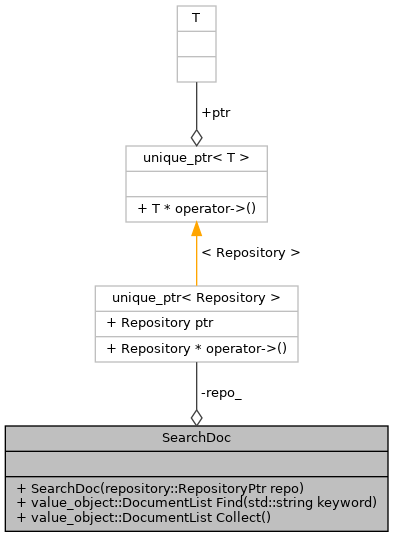 T
+ptr
unique_ptr< T >
+ T * operator->()
< Repository >
unique_ptr< Repository >
+ Repository ptr
+ Repository * operator->()
-repo_
SearchDoc
+ SearchDoc(repository::RepositoryPtr repo)
+ value_object::DocumentList Find(std::string keyword)
+ value_object::DocumentList Collect()